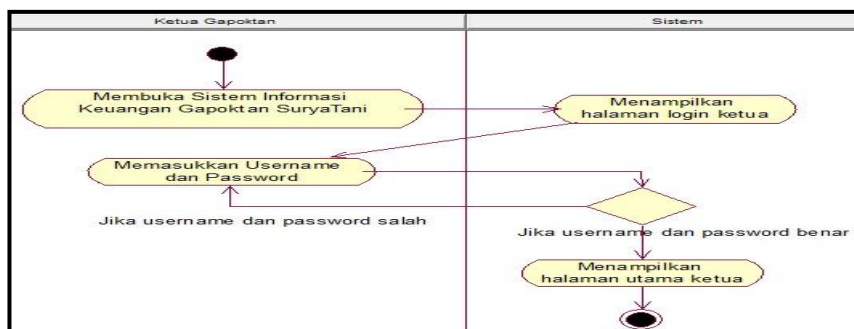 Ketua Gapoktan
Sistem
Membuka Sistem Informasi
Keuangan Gapoktan SuryaTani
Menampilkan
halaman login ketua
Memasukkan Username
dan Password
Jika username dan password salah
Jika username dan password benar
Menampilkan
halaman utama ketua